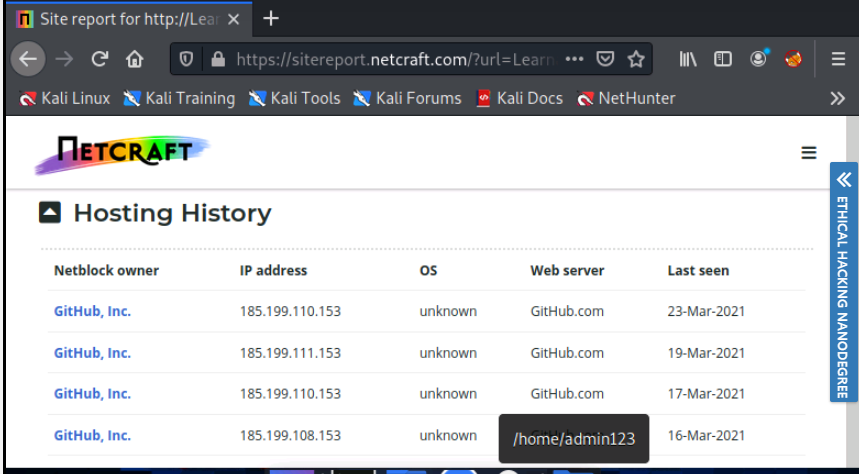 Site report for http://Lear
https://sitereport.netcraft.com/?url=Learn
Kali Linux Kali Training Kali Tools Kali Forums Kali Docs NetHunter
NETCRAFT
ETHICAL HACKING NANODEGREE
Hosting History
Netblock owner IP address OS Web server Last seen
GitHub, Inc. 185.199.110.153 unknown GitHub.com 23-Mar-2021
GitHub, Inc. 185.199.111.153 unknown GitHub.com 19-Mar-2021
GitHub, Inc. 185.199.110.153 unknown GitHub.com 17-Mar-2021
GitHub, Inc. 185.199.108.153 unknown 16-Mar-2021
/home/admin123